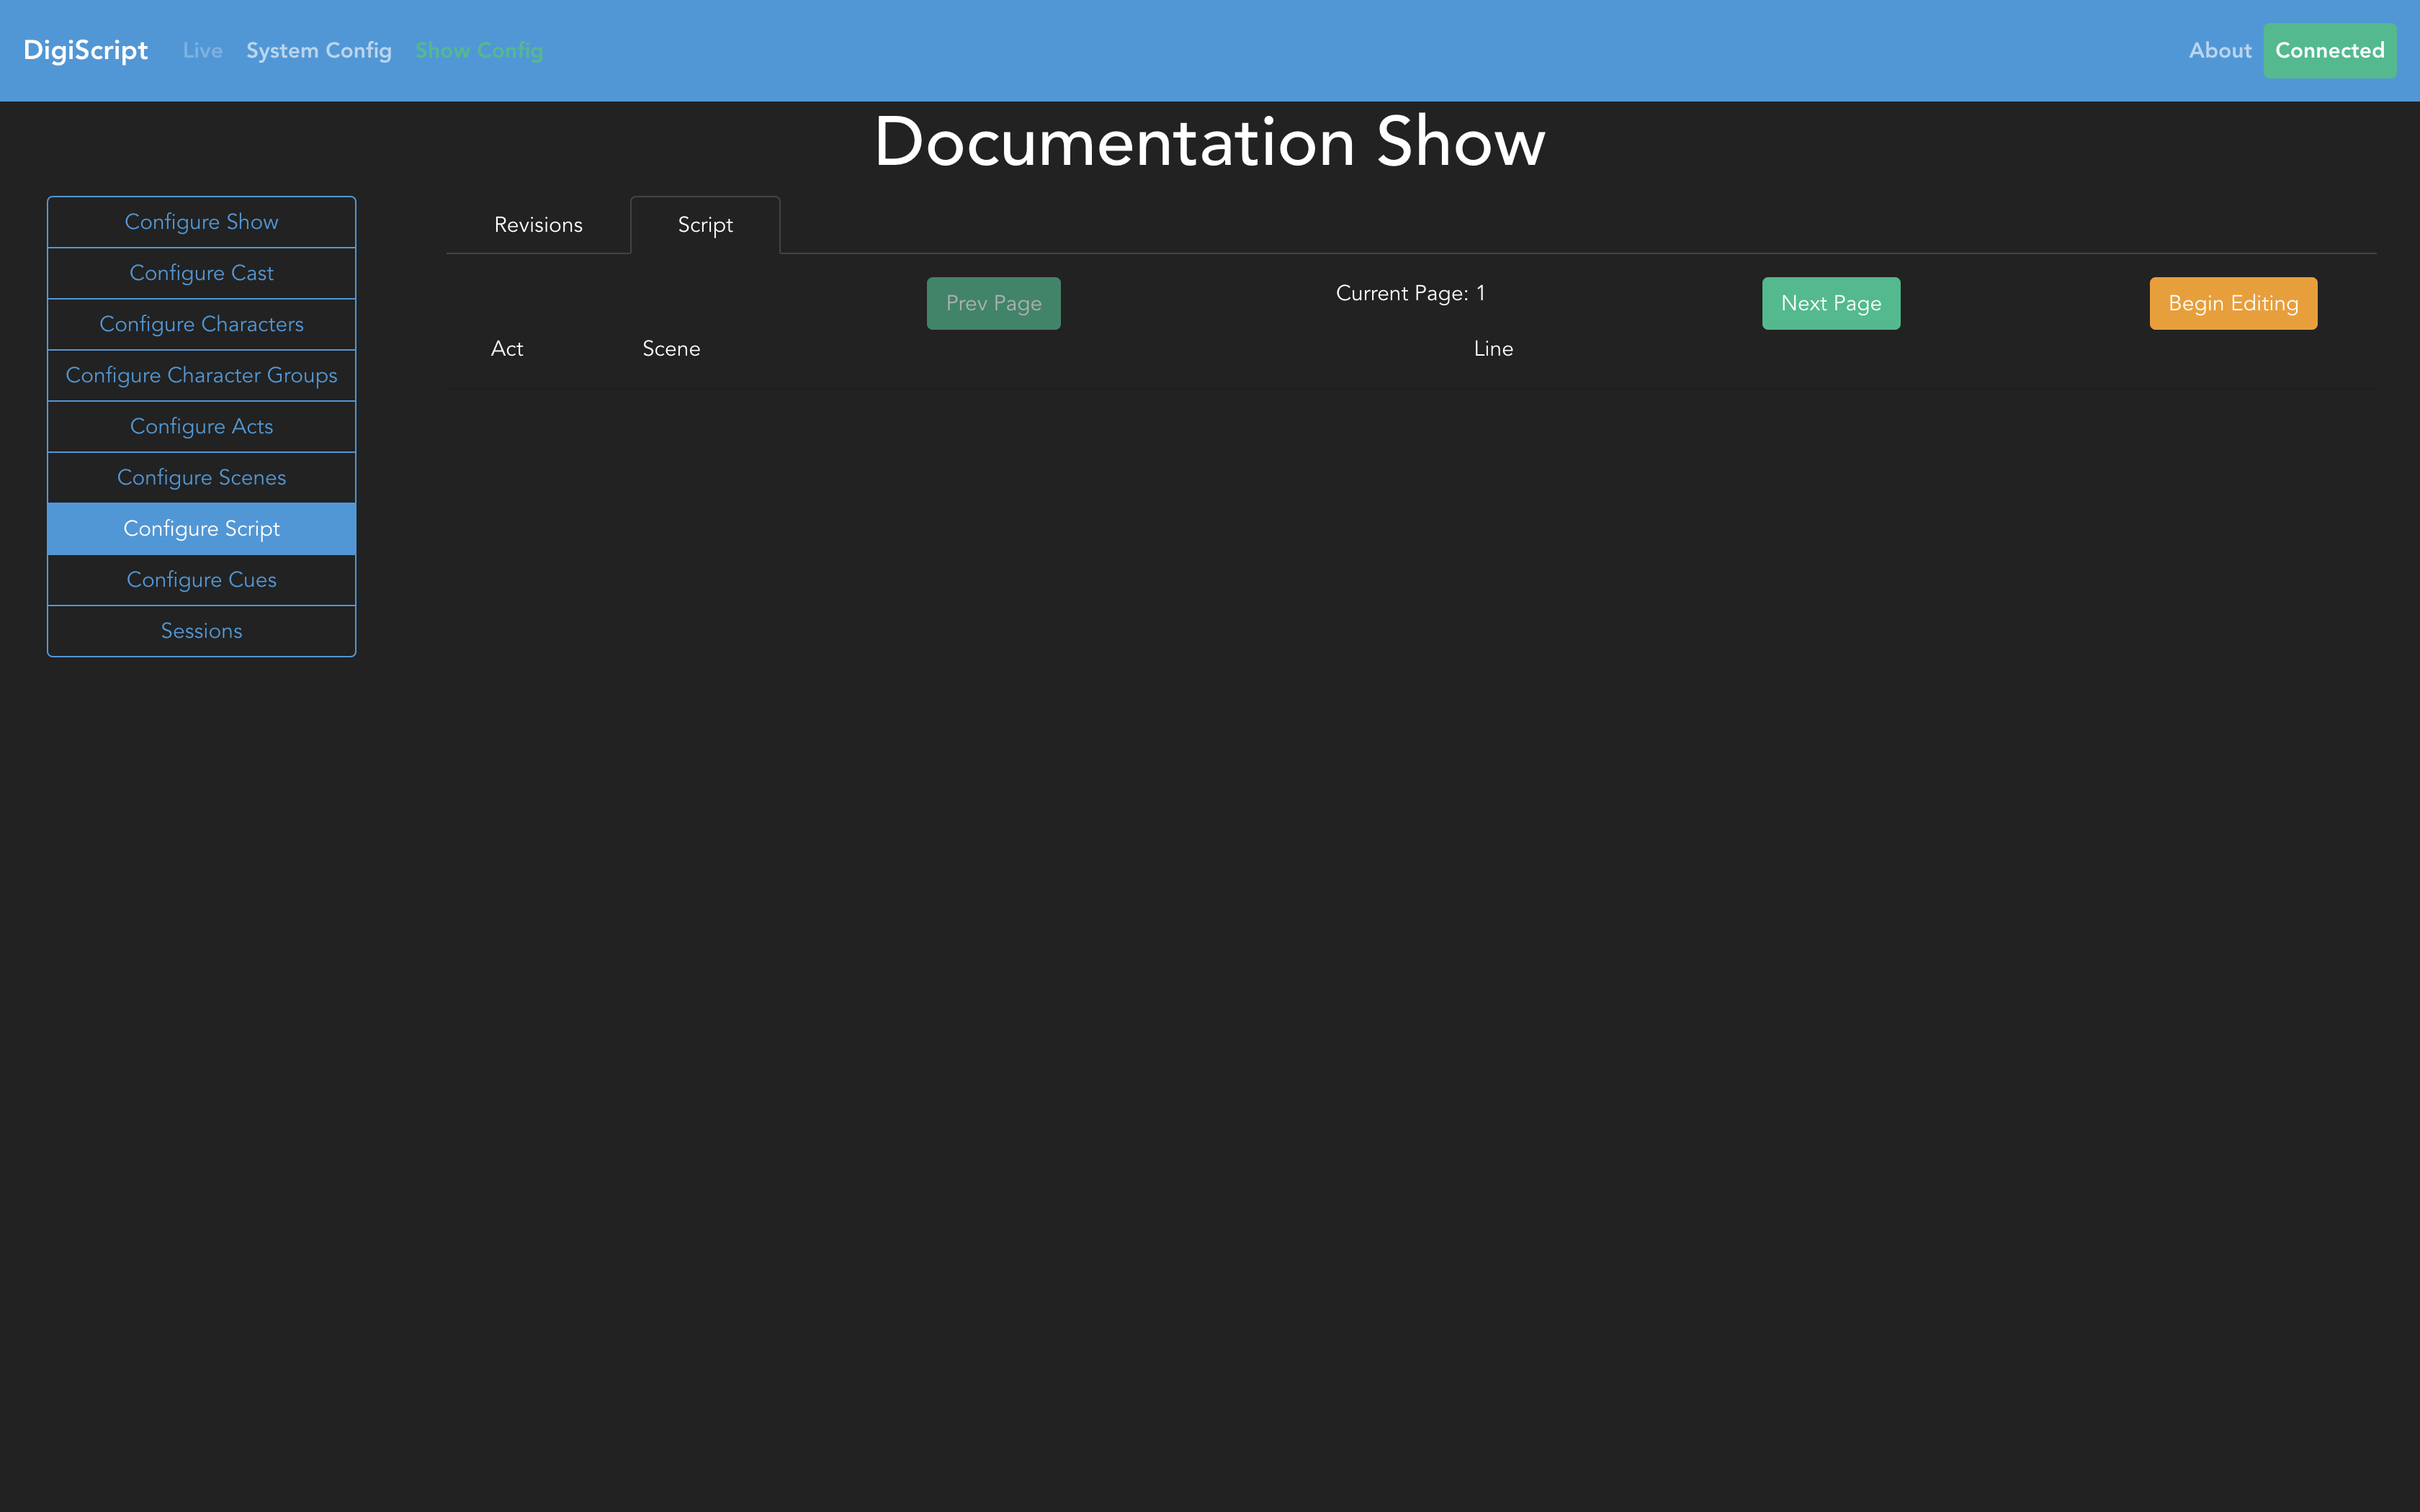 DigiScript Live System Config Show Config About Connected
Documentation Show
Configure Show
Configure Cast
Configure Characters
Configure Character Groups
Configure Acts
Configure Scenes
Configure Script
Configure Cues
Sessions
Revisions Script
Prev Page Current Page: 1 Next Page Begin Editing
Act Scene Line